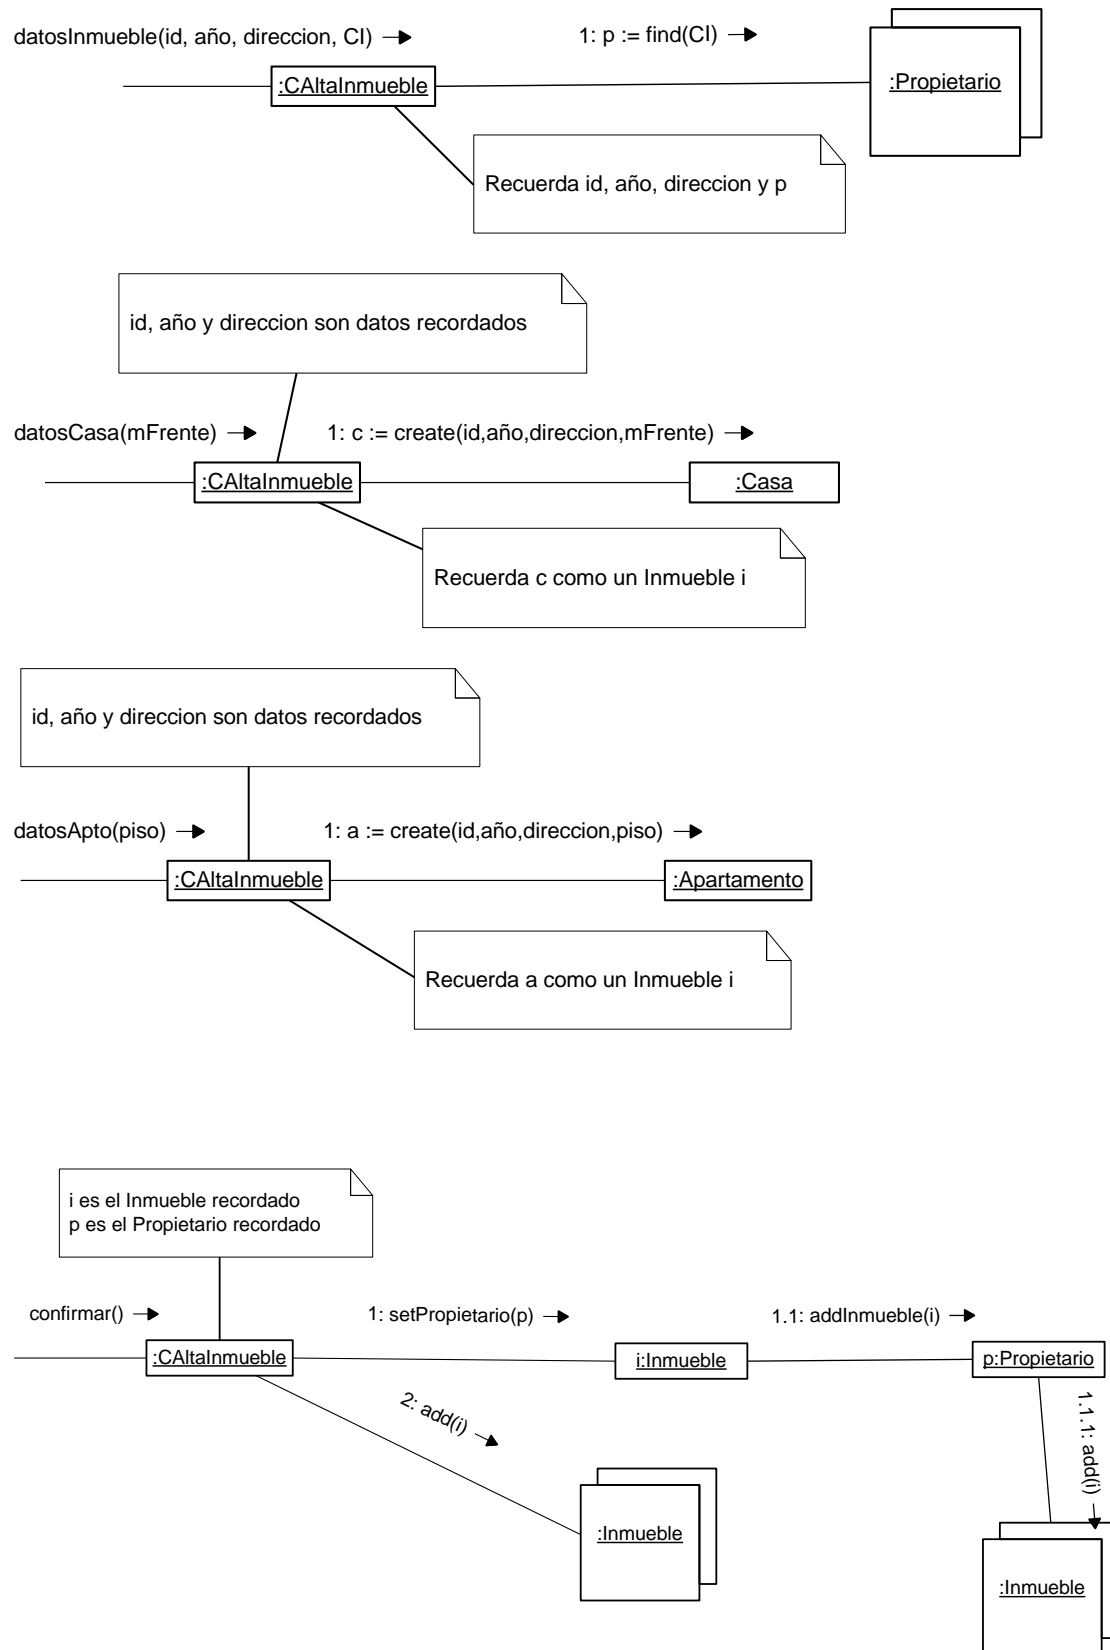 datosInmueble(id, año, direccion, CI)
1: p := find(CI)
:CAltaInmueble
:Propietario
Recuerda id, año, direccion y p
id, año y direccion son datos recordados
datosCasa(mFrente)
1: c := create(id,año,direccion,mFrente)
:CAltaInmueble
:Casa
Recuerda c como un Inmueble i
id, año y direccion son datos recordados
datosApto(piso)
1: a := create(id,año,direccion,piso)
:CAltaInmueble
:Apartamento
Recuerda a como un Inmueble i
i es el Inmueble recordado
p es el Propietario recordado
confirmar()
1: setPropietario(p)
1.1: addInmueble(i)
:CAltaInmueble
i:Inmueble
p:Propietario
2: add(i)
1.1.1: add(i)
:Inmueble
:Inmueble